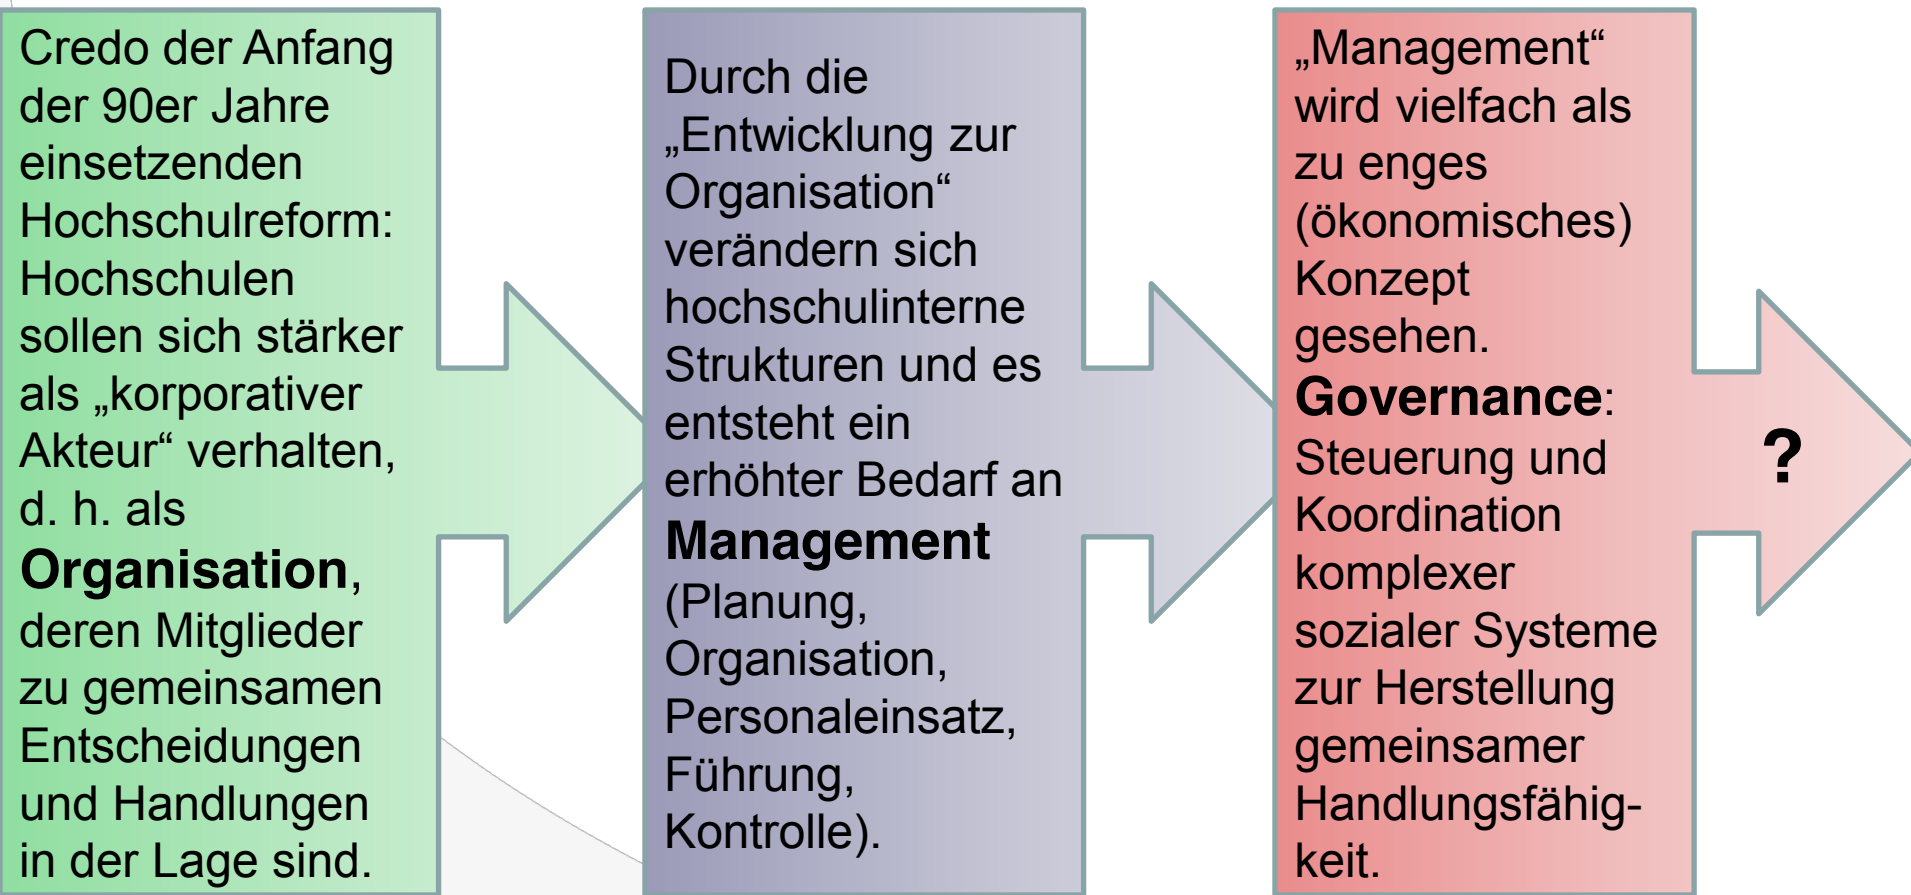 Credo der Anfang
der 90er Jahre
einsetzenden
Hochschulreform:
Hochschulen
sollen sich stärker
als „korporativer
Akteur“ verhalten,
d. h. als
Organisation,
deren Mitglieder
zu gemeinsamen
Entscheidungen
und Handlungen
in der Lage sind.
Durch die
„Entwicklung zur
Organisation“
verändern sich
hochschulinterne
Strukturen und es
entsteht ein
erhöhter Bedarf an
Management
(Planung,
Organisation,
Personaleinsatz,
Führung,
Kontrolle).
„Management“
wird vielfach als
zu enges
(ökonomisches)
Konzept
gesehen.
Governance:
Steuerung und
Koordination
komplexer
sozialer Systeme
zur Herstellung
gemeinsamer
Handlungsfähig-
keit.
?